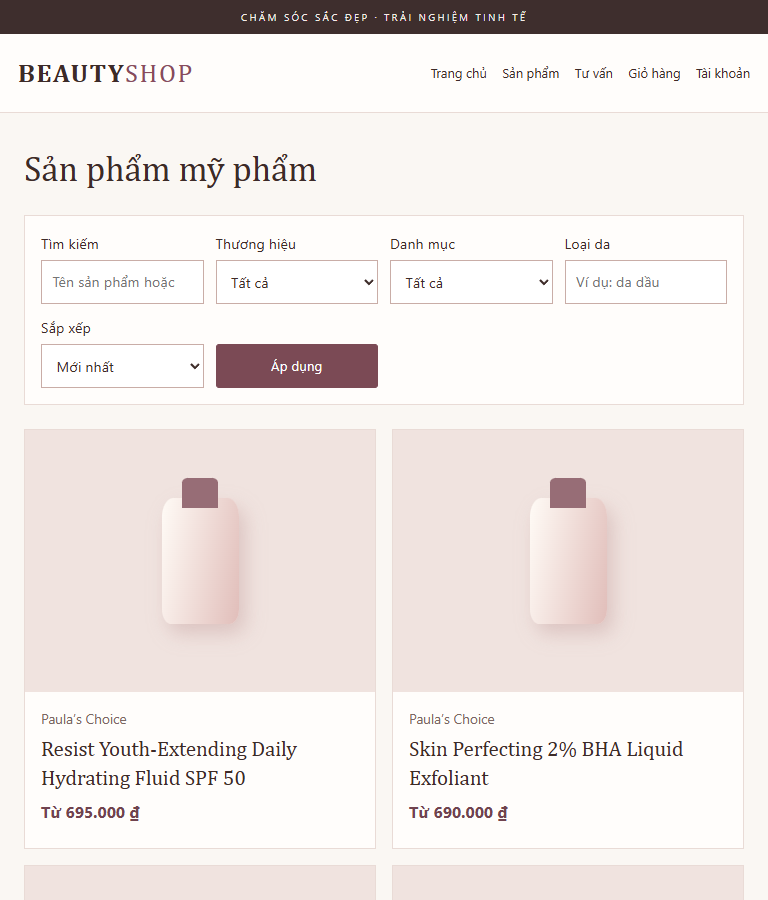 CHĂM SÓC SẮC ĐẸP · TRẢI NGHIỆM TINH TẾ
BEAUTYSHOP
Trang chủ Sản phẩm Tư vấn Giỏ hàng Tài khoản
Sản phẩm mỹ phẩm
Tìm kiếm Thương hiệu Danh mục Loại da
Tên sản phẩm hoặc Tất cả Tất cả Ví dụ: da dầu
Sắp xếp
Mới nhất Áp dụng
Paula's Choice
Resist Youth-Extending Daily
Hydrating Fluid SPF 50
Từ 695.000 ₫
Paula's Choice
Skin Perfecting 2% BHA Liquid
Exfoliant
Từ 690.000 ₫